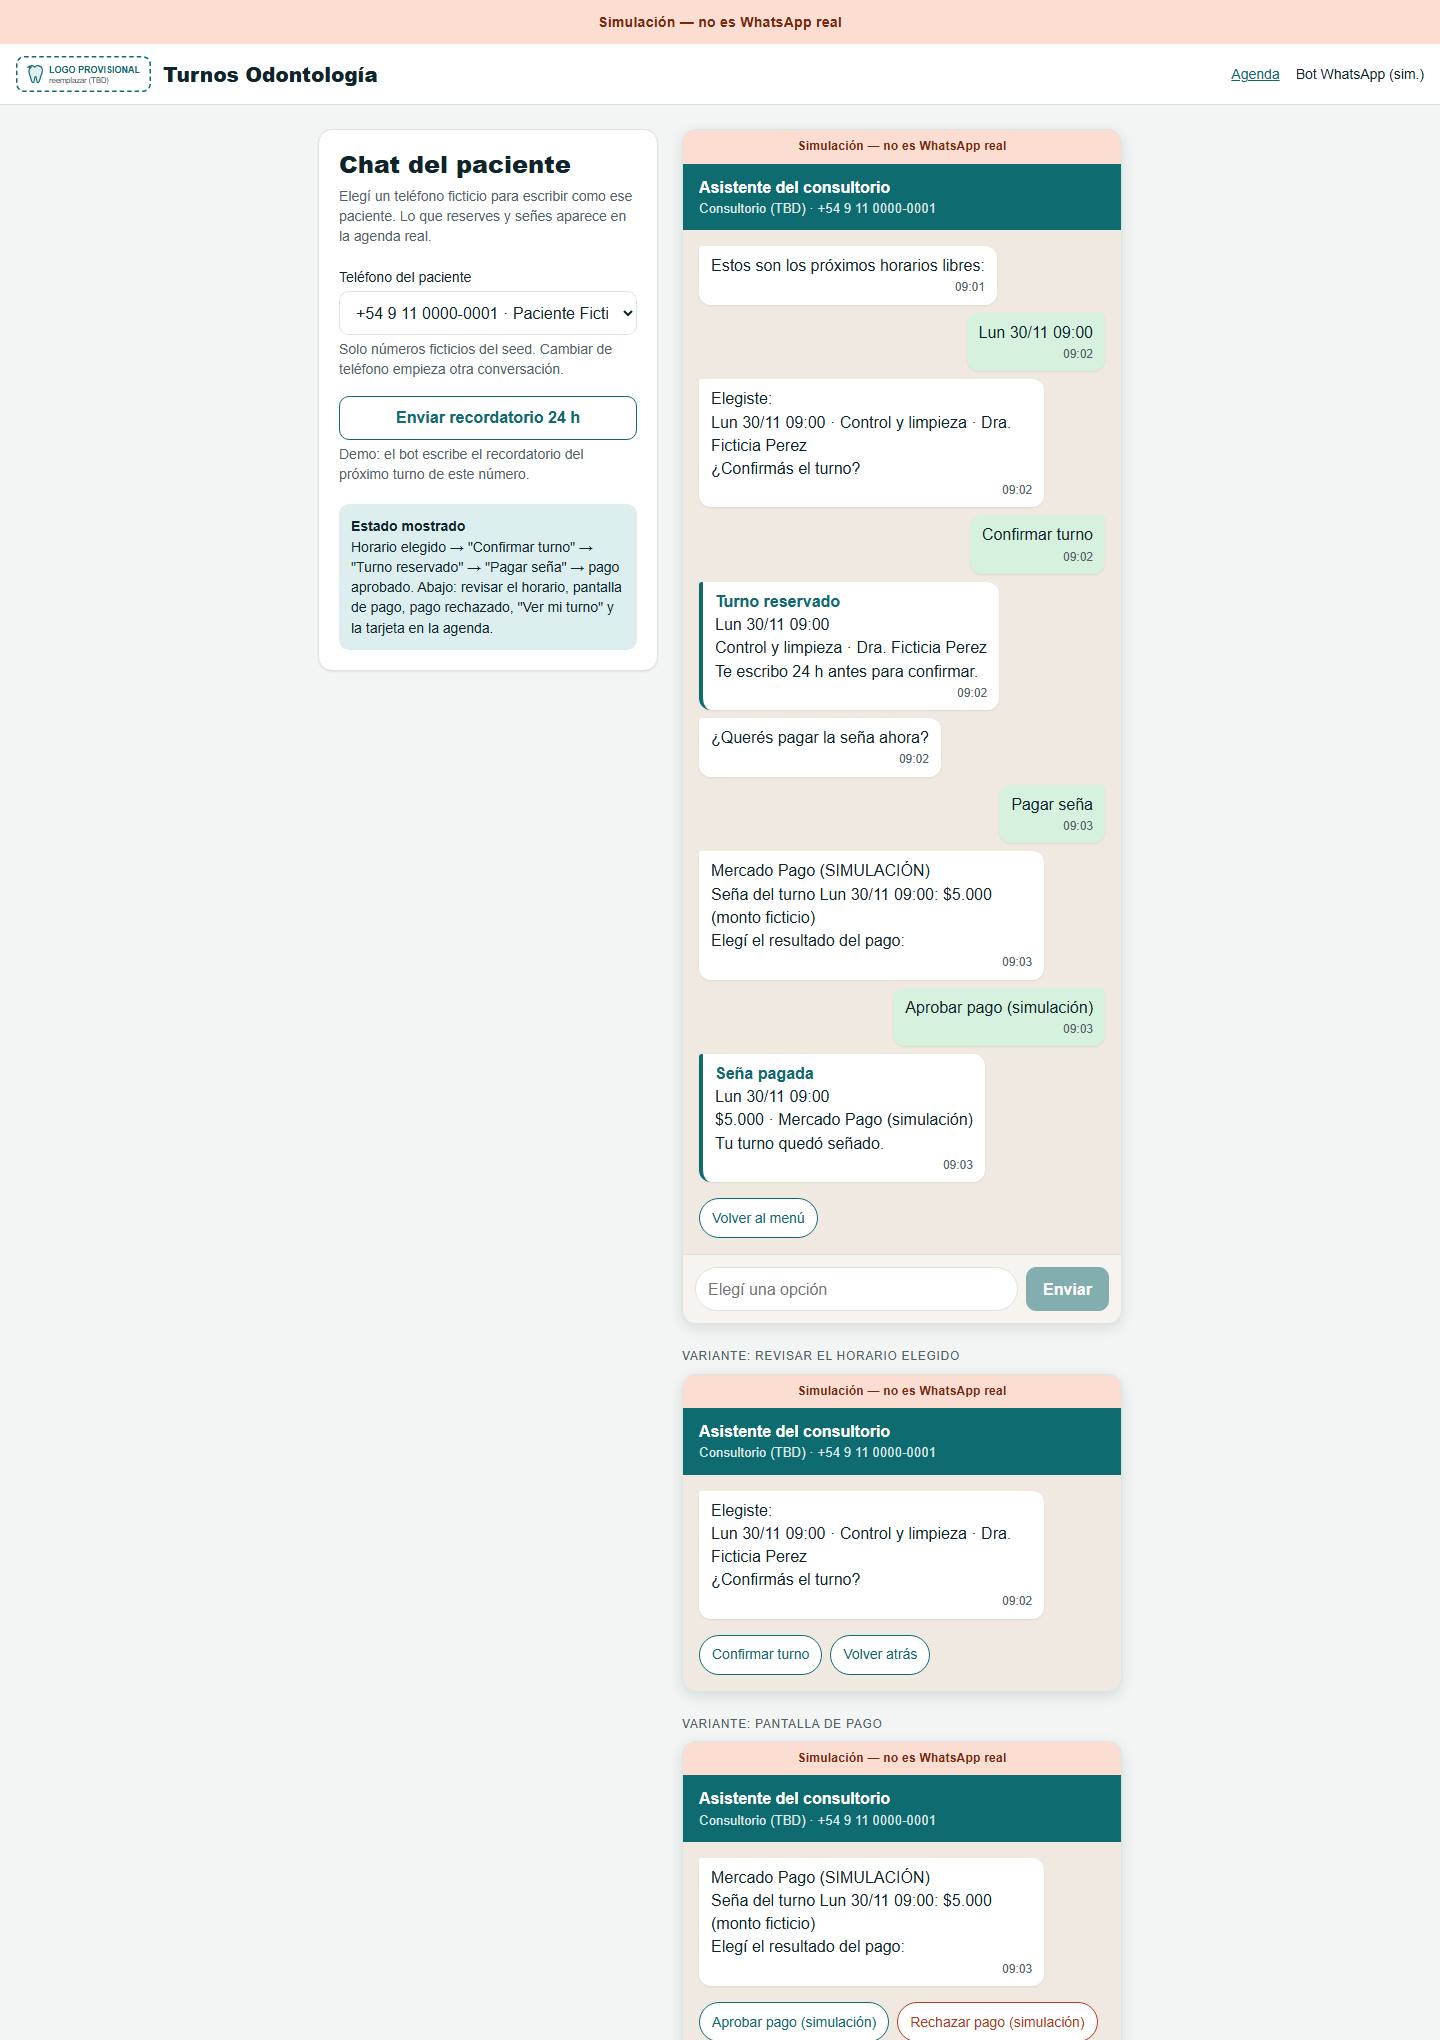 Simulación — no es WhatsApp real
LOGO PROVISIONAL
reemplazar (TBD)
Turnos Odontología
Agenda
Bot WhatsApp (sim.)
Chat del paciente
Elegí un teléfono ficticio para escribir como ese
paciente. Lo que reserves y señes aparece en
la agenda real.
Teléfono del paciente
+54 9 11 0000-0001 · Paciente Ficti
Solo números ficticios del seed. Cambiar de
teléfono empieza otra conversación.
Enviar recordatorio 24 h
Demo: el bot escribe el recordatorio del
próximo turno de este número.
Estado mostrado
Horario elegido → "Confirmar turno" →
"Turno reservado" → "Pagar seña" → pago
aprobado. Abajo: revisar el horario, pantalla
de pago, pago rechazado, "Ver mi turno" y
la tarjeta en la agenda.
Simulación — no es WhatsApp real
Asistente del consultorio
Consultorio (TBD) · +54 9 11 0000-0001
Estos son los próximos horarios libres:
09:01
Lun 30/11 09:00
09:02
Elegiste:
Lun 30/11 09:00 · Control y limpieza · Dra.
Ficticia Perez
¿Confirmás el turno?
09:02
Confirmar turno
09:02
Turno reservado
Lun 30/11 09:00
Control y limpieza · Dra. Ficticia Perez
Te escribo 24 h antes para confirmar.
09:02
¿Querés pagar la seña ahora?
09:02
Pagar seña
09:03
Mercado Pago (SIMULACIÓN)
Seña del turno Lun 30/11 09:00: $5.000
(monto ficticio)
Elegí el resultado del pago:
09:03
Aprobar pago (simulación)
09:03
Seña pagada
Lun 30/11 09:00
$5.000 · Mercado Pago (simulación)
Tu turno quedó señado.
09:03
Volver al menú
Elegí una opción
Enviar
VARIANTE: REVISAR EL HORARIO ELEGIDO
Simulación — no es WhatsApp real
Asistente del consultorio
Consultorio (TBD) · +54 9 11 0000-0001
Elegiste:
Lun 30/11 09:00 · Control y limpieza · Dra.
Ficticia Perez
¿Confirmás el turno?
09:02
Confirmar turno
Volver atrás
VARIANTE: PANTALLA DE PAGO
Simulación — no es WhatsApp real
Asistente del consultorio
Consultorio (TBD) · +54 9 11 0000-0001
Mercado Pago (SIMULACIÓN)
Seña del turno Lun 30/11 09:00: $5.000
(monto ficticio)
Elegí el resultado del pago:
09:03
Aprobar pago (simulación)
Rechazar pago (simulación)